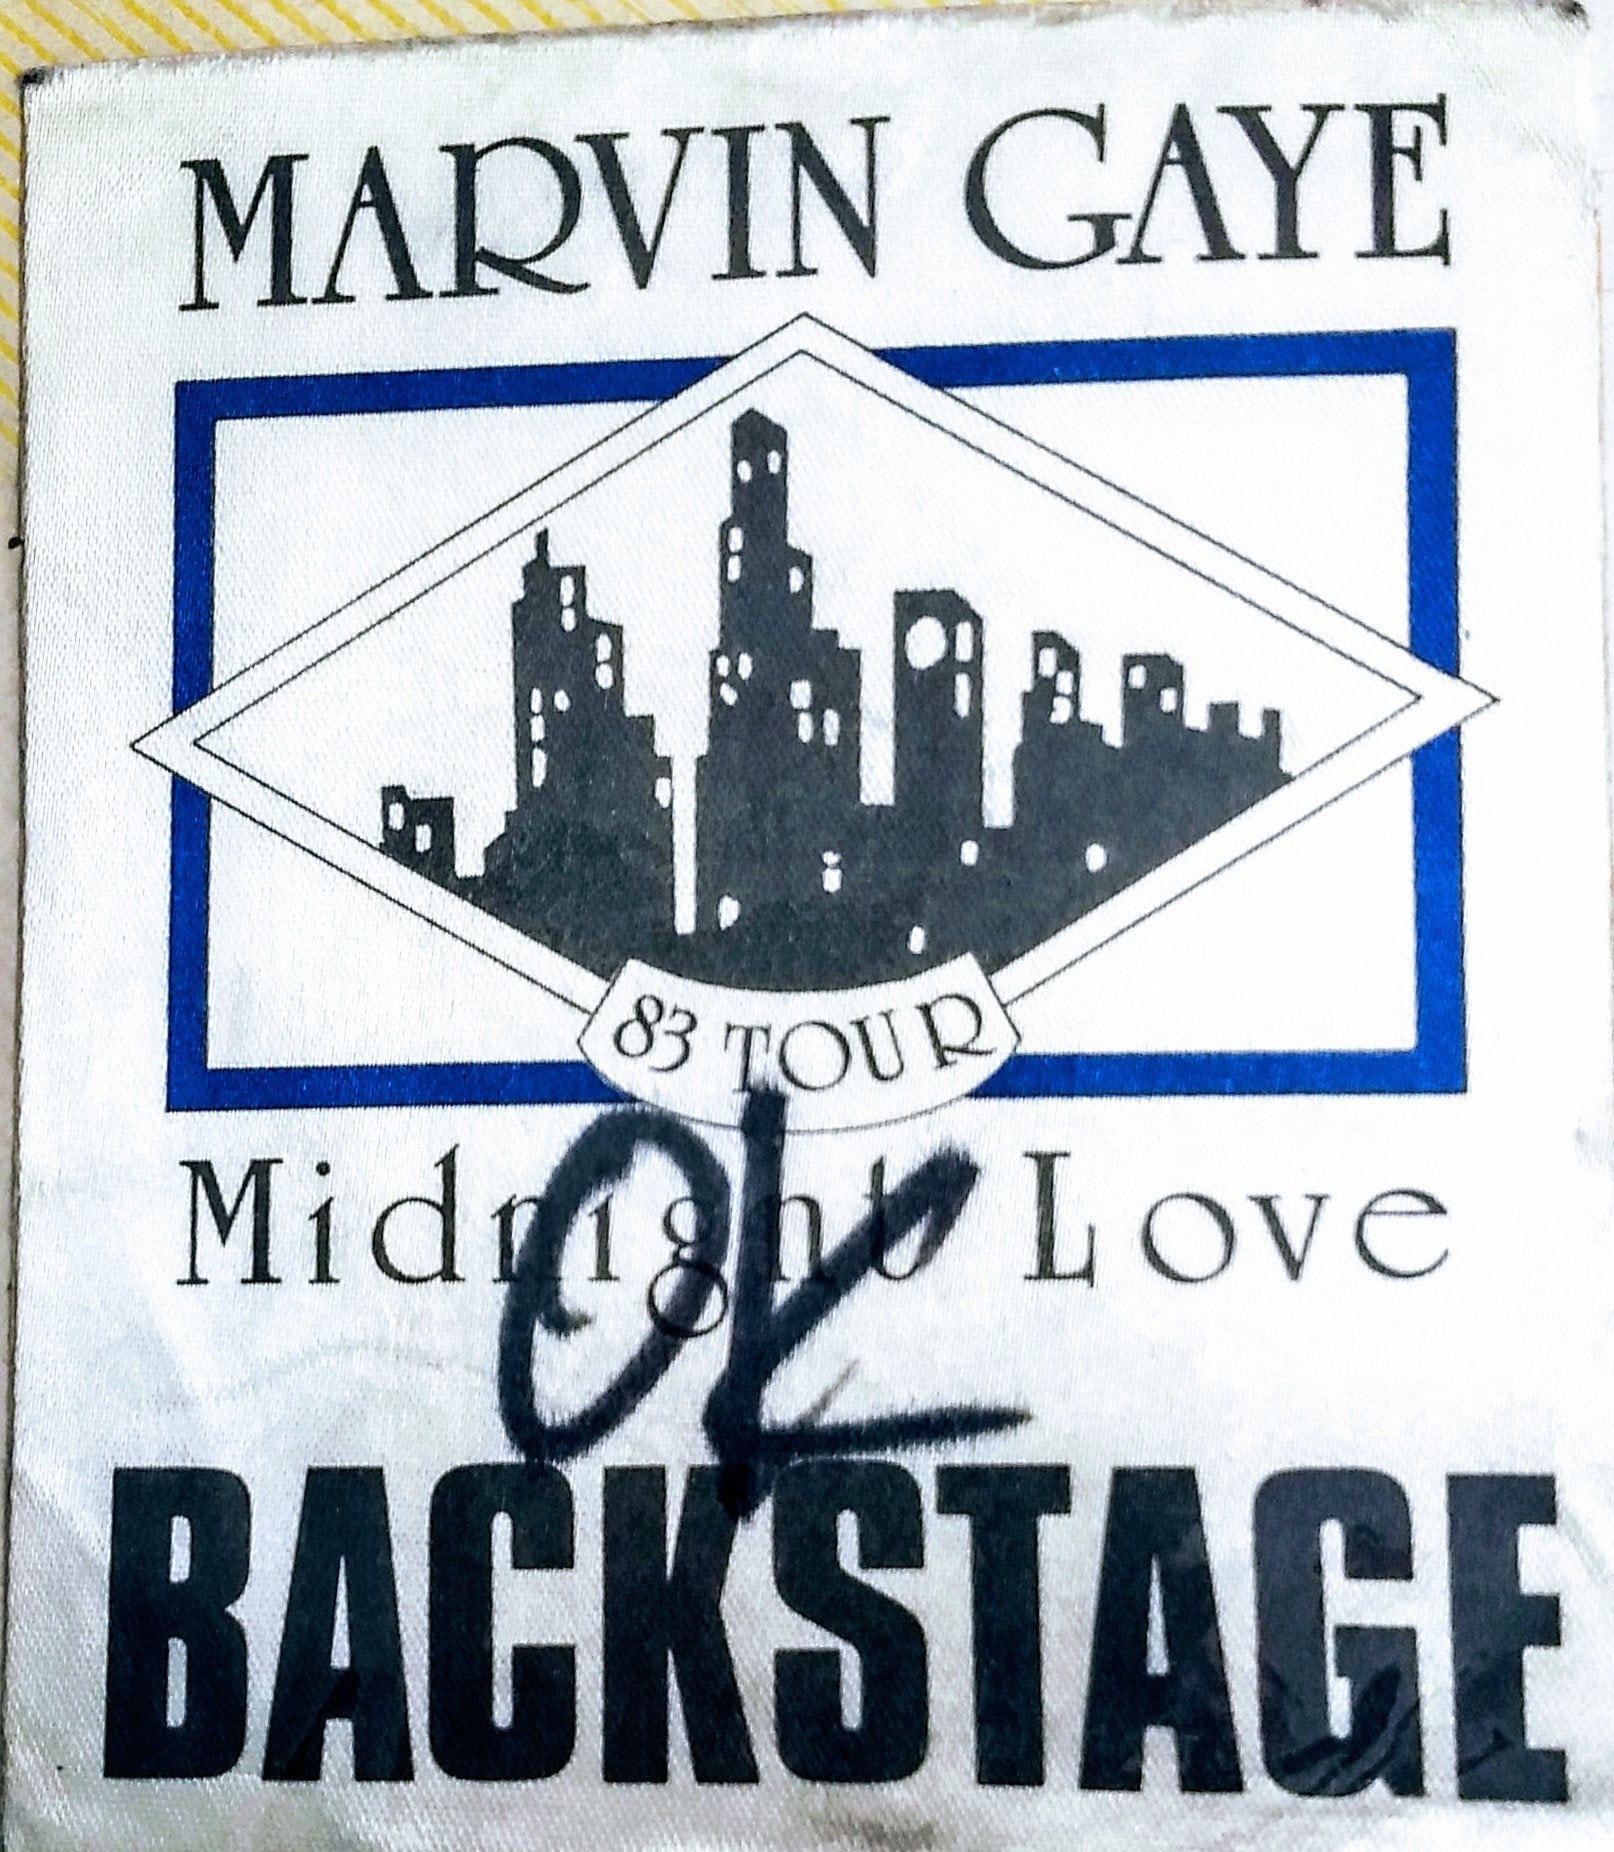 MARVIN GAYE
83 TOUR
Midnight Love
OK
BACKSTAGE